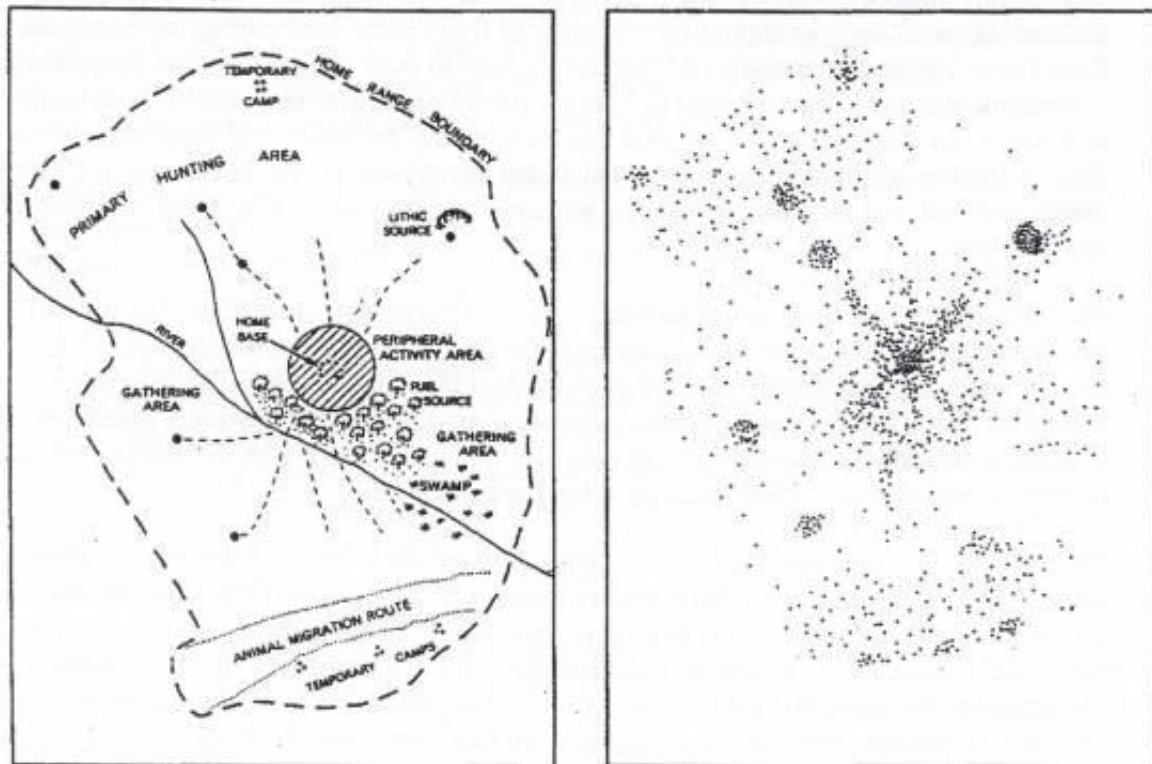 TEMPORARY
CAMP
HOME RANGE BOUNDARY
PRIMARY HUNTING AREA
LITHIC
SOURCE
HOME
BASE
PERIPHERAL
ACTIVITY AREA
RIVER
GATHERING
AREA
FUEL
SOURCE
GATHERING
AREA
SWAMP
ANIMAL MIGRATION ROUTE
TEMPORARY CAMPS